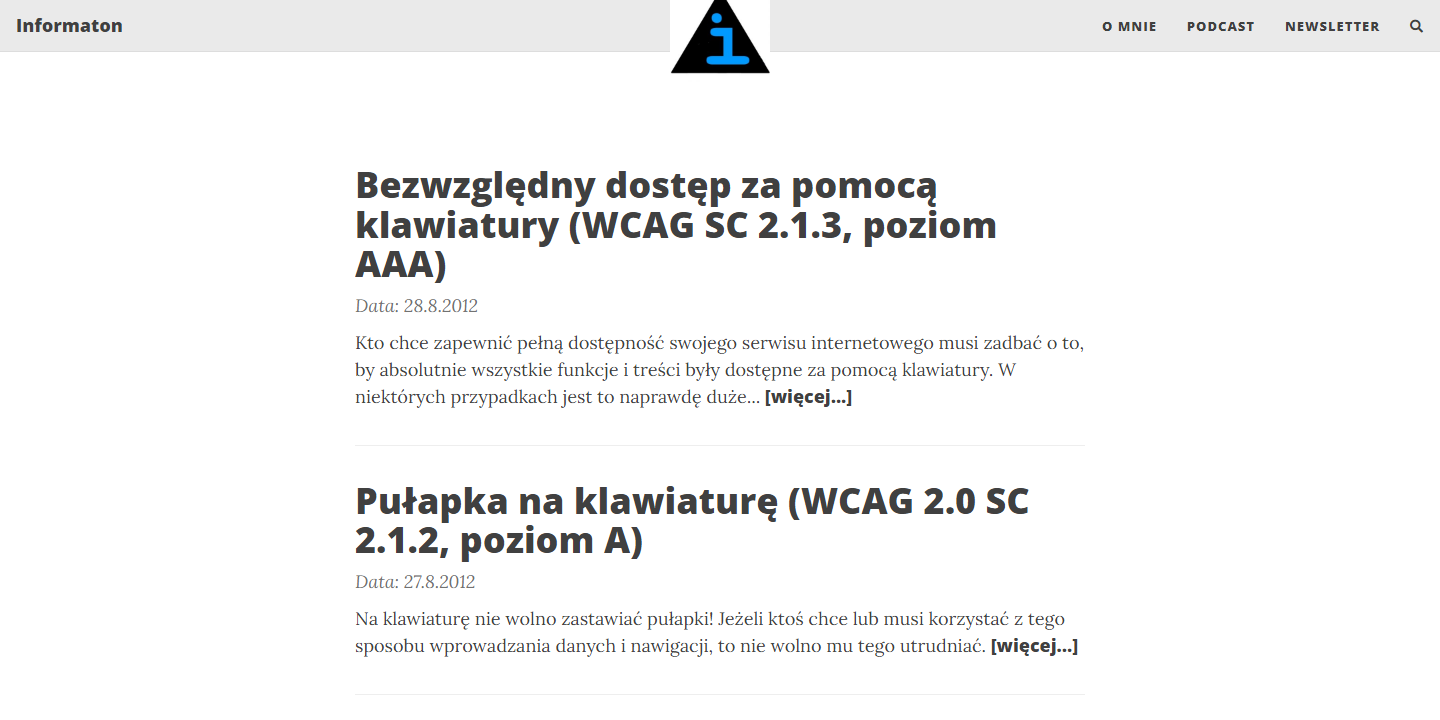 Informaton
i
O MNIE
PODCAST
NEWSLETTER
Bezwzględny dostęp za pomocą
klawiatury (WCAG SC 2.1.3, poziom
AAA)
Data: 28.8.2012
Kto chce zapewnić pełną dostępność swojego serwisu internetowego musi zadbać o to,
by absolutnie wszystkie funkcje i treści były dostępne za pomocą klawiatury. W
niektórych przypadkach jest to naprawdę duże... [więcej...]
Pułapka na klawiaturę (WCAG 2.0 SC
2.1.2, poziom A)
Data: 27.8.2012
Na klawiaturę nie wolno zastawiać pułapki! Jeżeli ktoś chce lub musi korzystać z tego
sposobu wprowadzania danych i nawigacji, to nie wolno mu tego utrudniać. [więcej...]